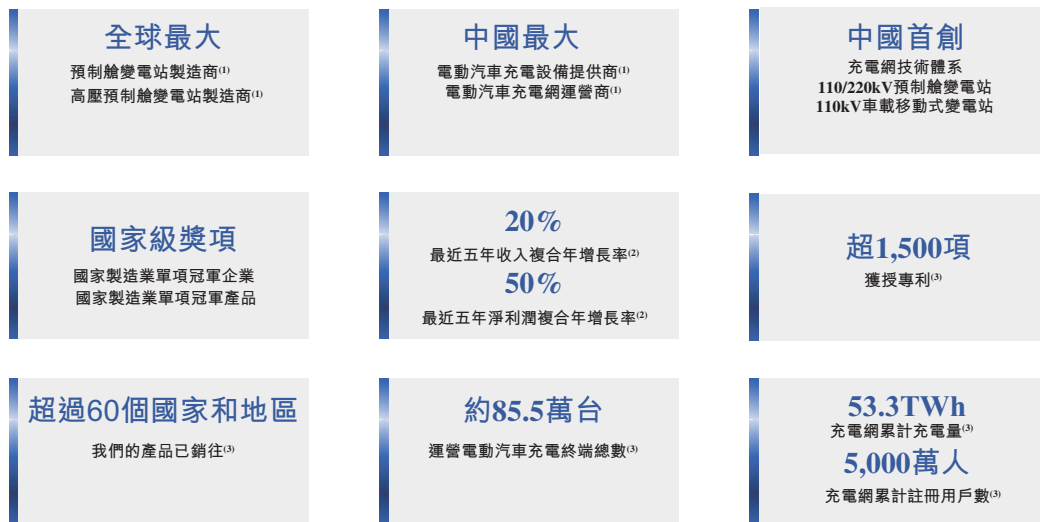 全球最大
預制艙變電站製造商(1)
高壓預制艙變電站製造商(1)
中國最大
電動汽車充電設備提供商(1)
電動汽車充電網運營商(1)
中國首創
充電網技術體系
110/220kV預制艙變電站
110kV車載移動式變電站
國家級獎項
國家製造業單項冠軍企業
國家製造業單項冠軍產品
20%
最近五年收入複合年增長率(2)
50%
最近五年淨利潤複合年增長率(2)
超1,500項
獲授專利(3)
超過60個國家和地區
我們的產品已銷往(3)
約85.5萬台
運營電動汽車充電終端總數(3)
53.3TWh
充電網累計充電量(3)
5,000萬人
充電網累計註冊用戶數(3)